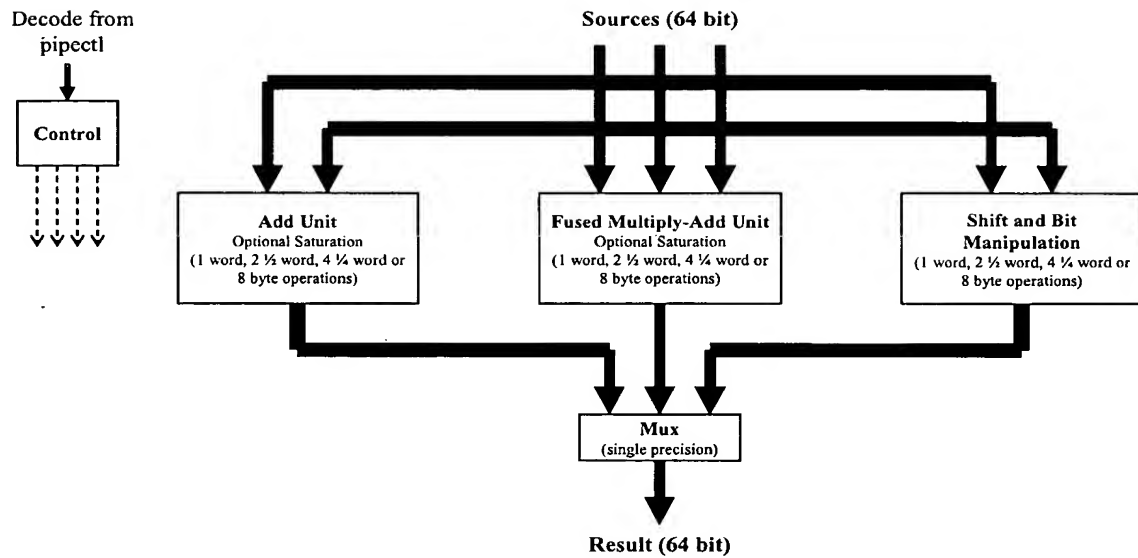 Decode from
pipectl
Control
Sources (64 bit)
Add Unit
Optional Saturation
(1 word, 2 ½ word, 4 ¼ word or
8 byte operations)
Fused Multiply-Add Unit
Optional Saturation
(1 word, 2 ½ word, 4 ¼ word or
8 byte operations)
Shift and Bit
Manipulation
(1 word, 2 ½ word, 4 ¼ word or
8 byte operations)
Mux
(single precision)
Result (64 bit)